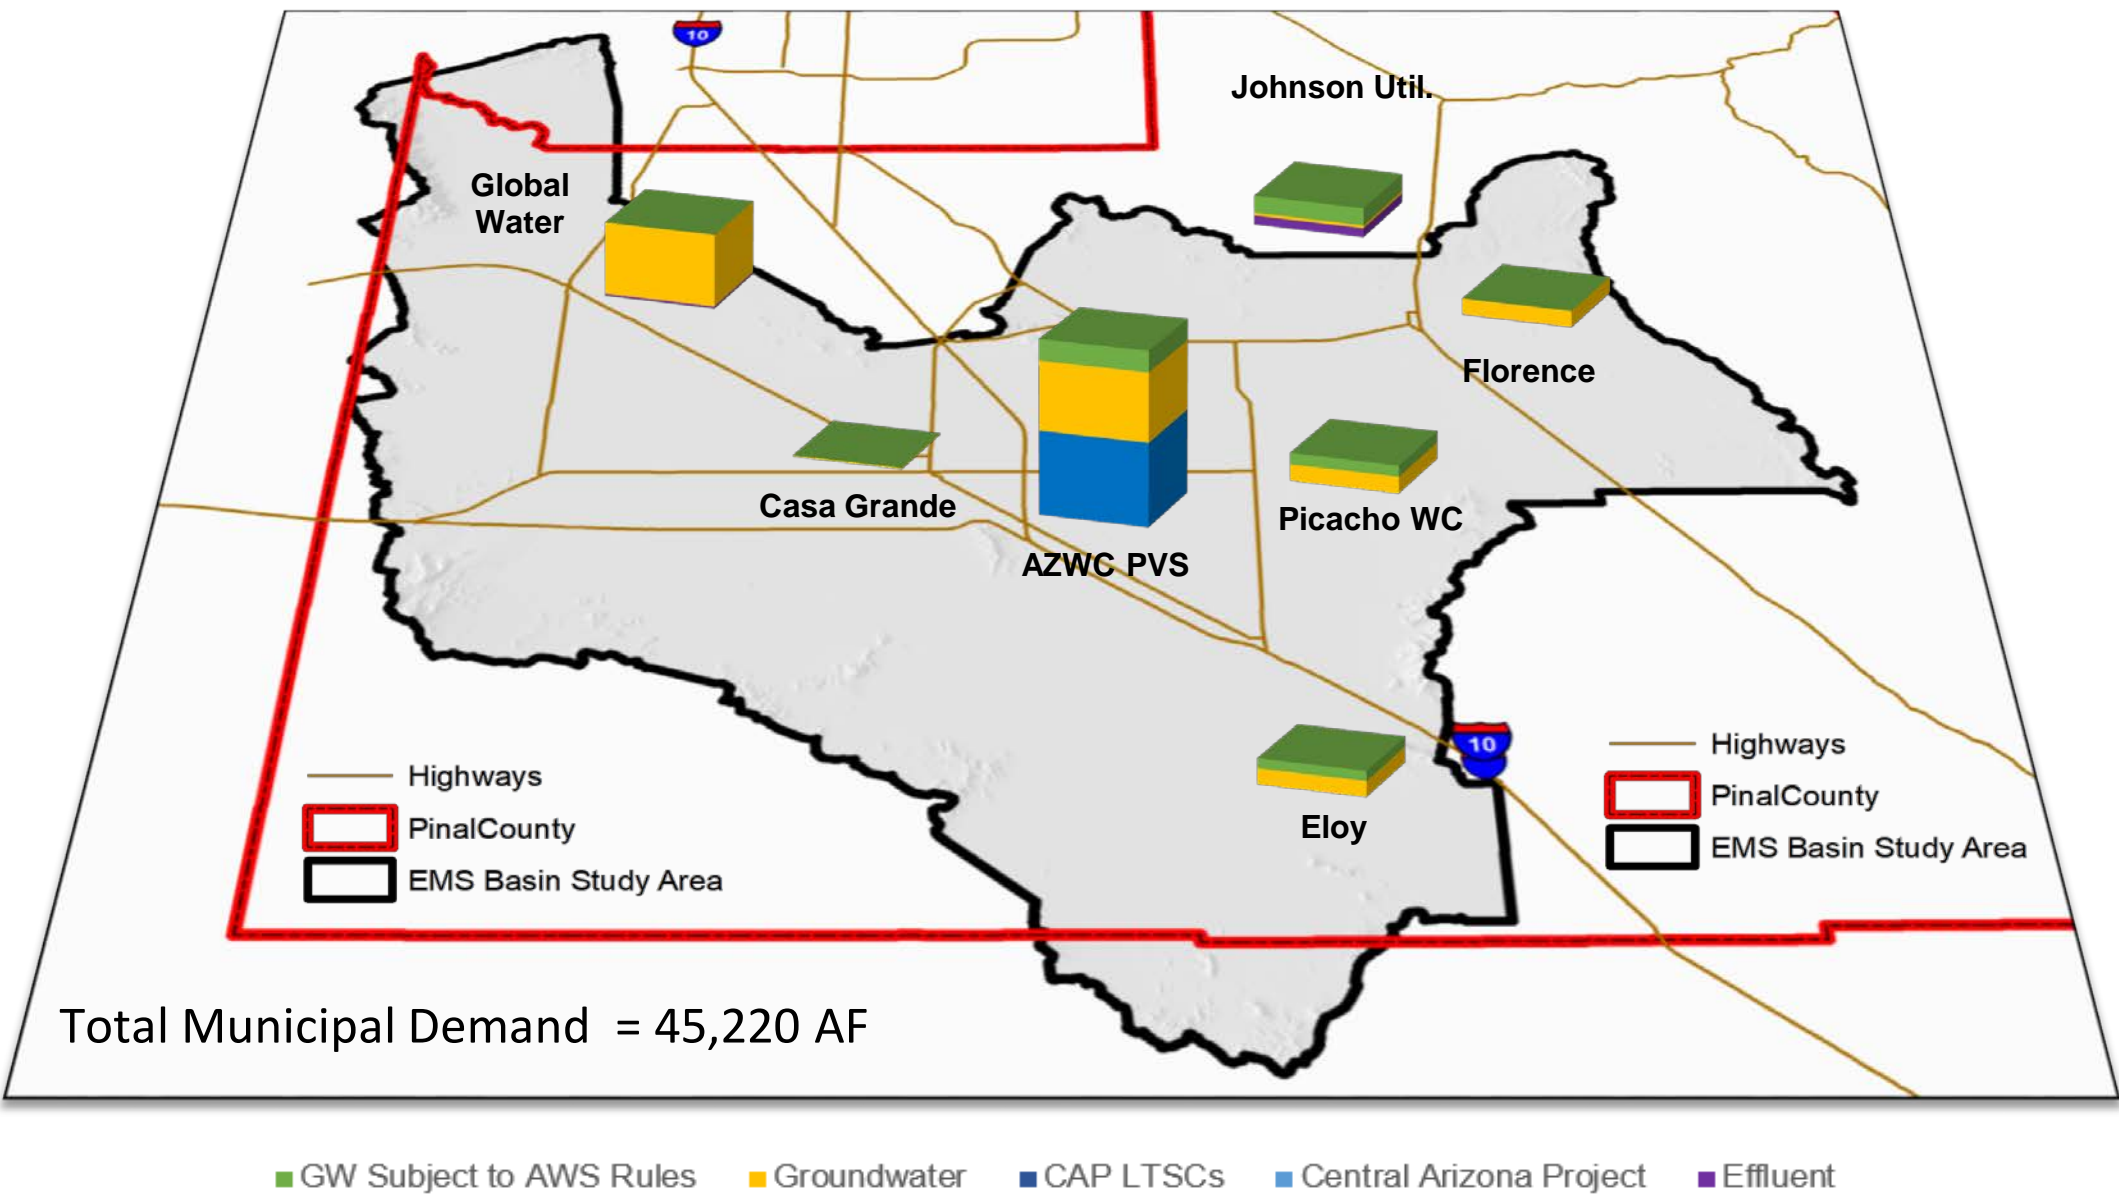 10
Johnson Util.
Global
Water
Florence
Casa Grande
Picacho WC
AZWC PVS
10
Eloy
Highways
PinalCounty
EMS Basin Study Area
Highways
PinalCounty
EMS Basin Study Area
Total Municipal Demand = 45,220 AF
GW Subject to AWS Rules
Groundwater
CAP LTSCs
Central Arizona Project
Effluent